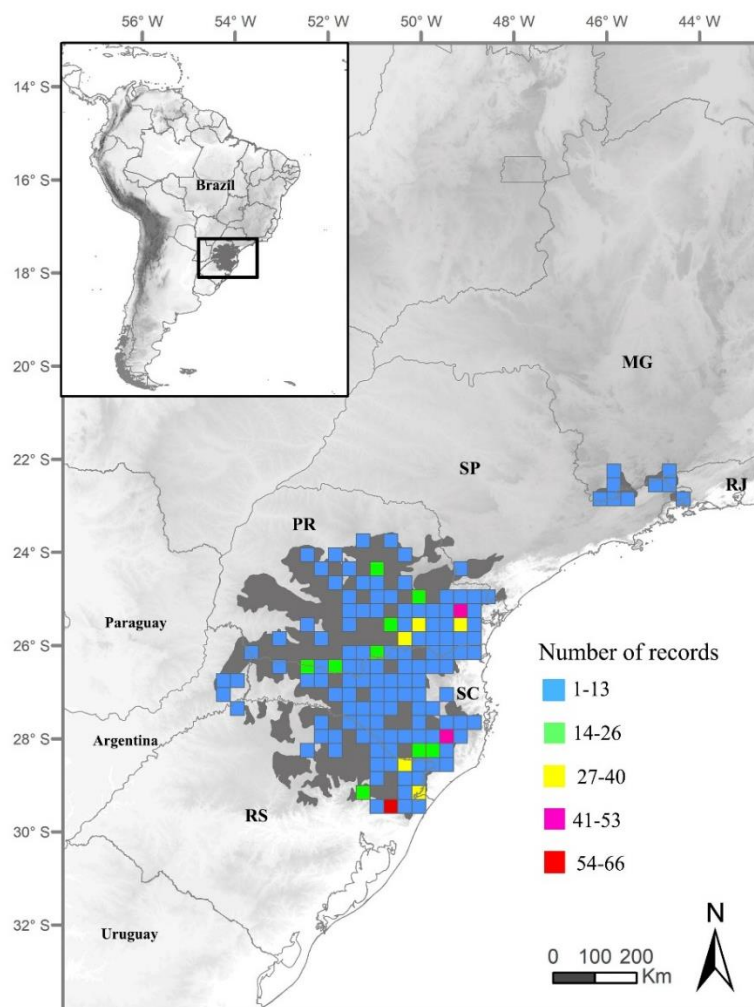 56° W 54° W 52° W 50° W 48° W 46° W 44° W
14° S
16° S
18° S
20° S
22° S
24° S
26° S
28° S
30° S
32° S
Brazil
MG
SP
RJ
PR
Paraguay
SC
Argentina
RS
Uruguay
Number of records
1-13
14-26
27-40
41-53
54-66
N
0 100 200
Km